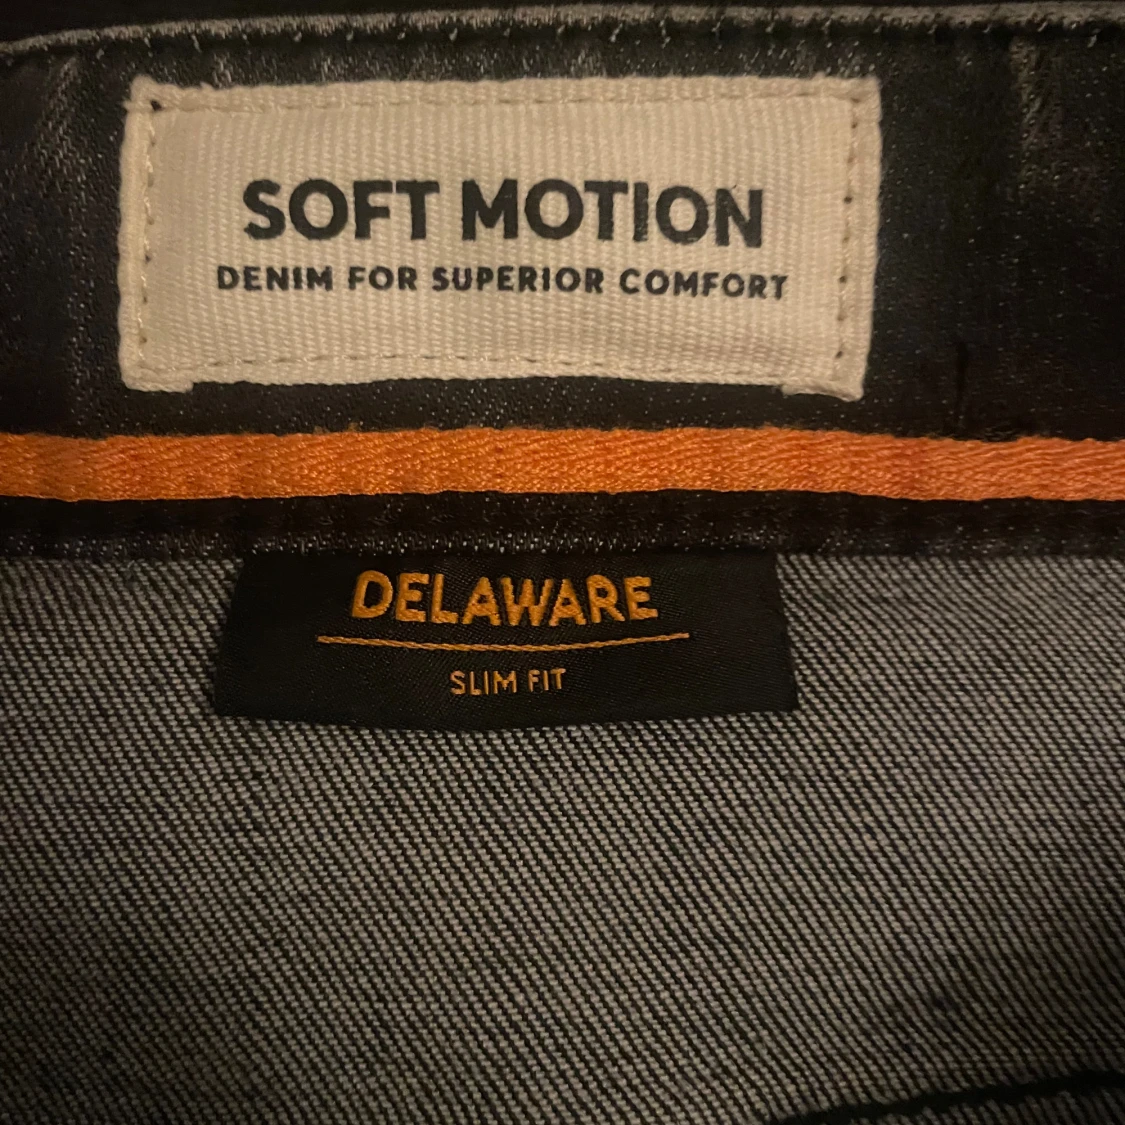 SOFT MOTION
DENIM FOR SUPERIOR COMFORT
DELAWARE
SLIM FIT